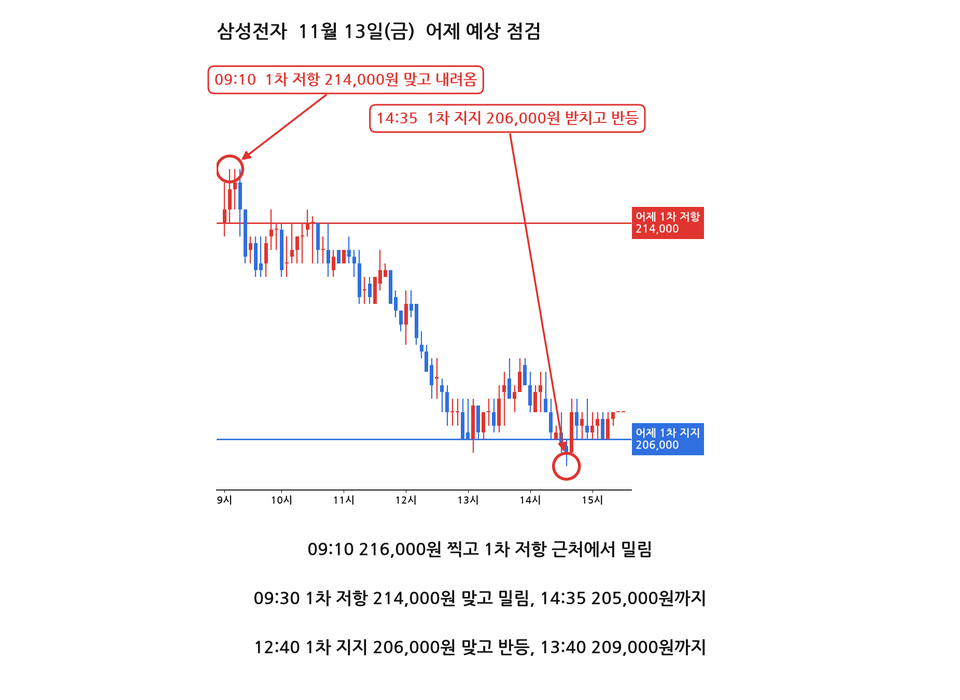 삼성전자 11월 13일(금) 어제 예상 점검
09:10 1차 저항 214,000원 맞고 내려옴
14:35 1차 지지 206,000원 받치고 반등
어제 1차 저항
214,000
어제 1차 지지
206,000
9시 10시 11시 12시 13시 14시 15시
09:10 216,000원 찍고 1차 저항 근처에서 밀림
09:30 1차 저항 214,000원 맞고 밀림, 14:35 205,000원까지
12:40 1차 지지 206,000원 맞고 반등, 13:40 209,000원까지